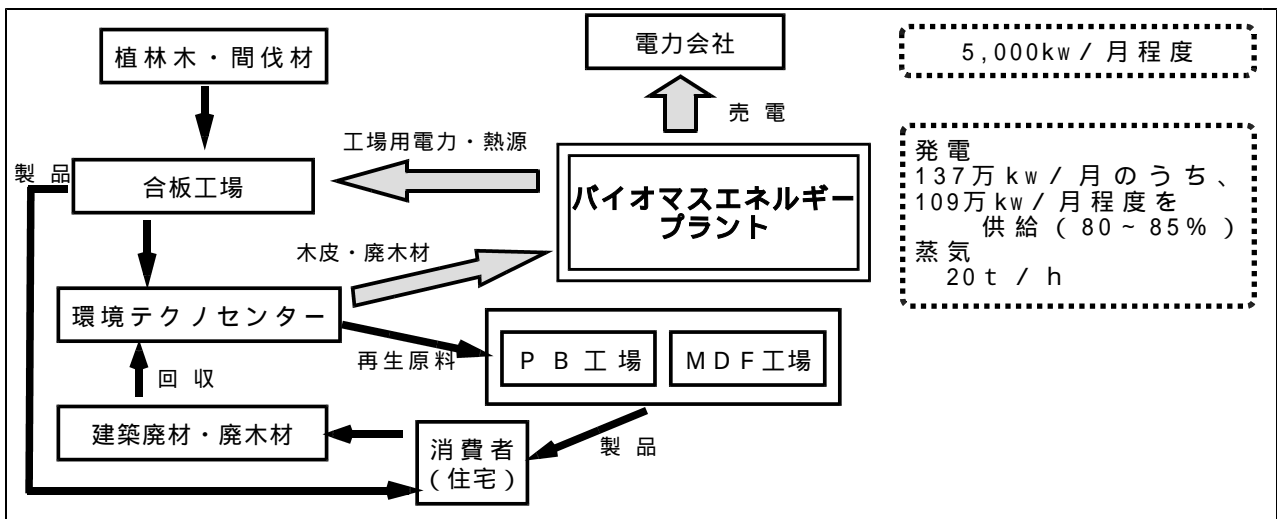 植林木・間伐材
電力会社
5,000kw/月程度
売電
工場用電力・熱源
製品
合板工場
バイオマスエネルギー
プラント
発電
137万kw/月のうち、
109万kw/月程度を
供給(80~85%)
蒸気
20t/h
木皮・廃木材
環境テクノセンター
再生原料
PB工場
MDF工場
回収
建築廃材・廃木材
消費者
(住宅)
製品